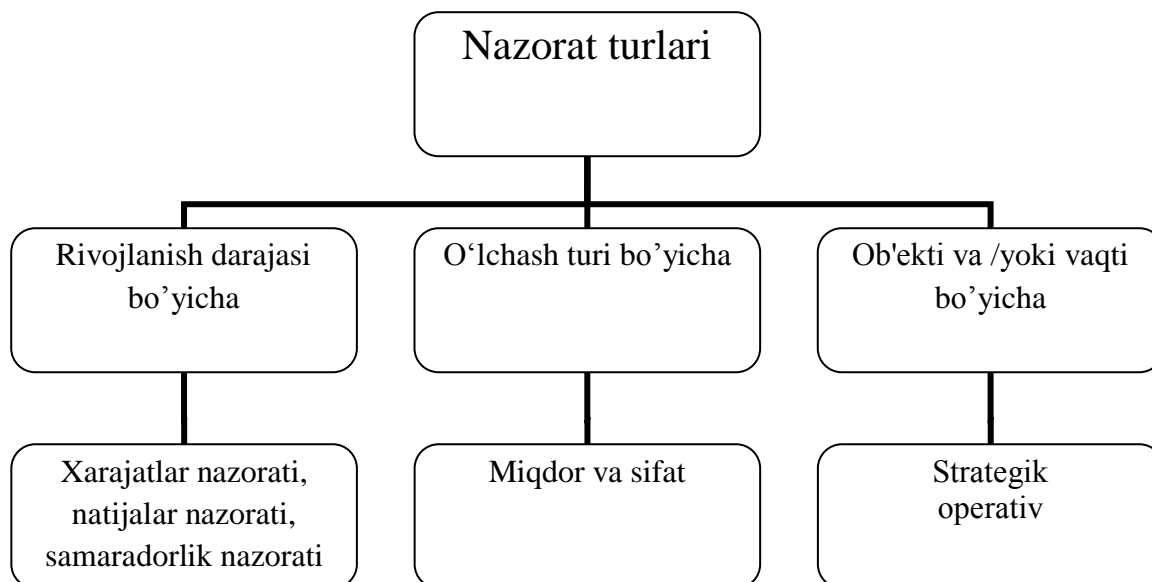 Nazorat turlari
Rivojlanish darajasi
bo’yicha
O‘lchash turi bo’yicha
Ob'ekti va /yoki vaqti
bo’yicha
Xarajatlar nazorati,
natijalar nazorati,
samaradorlik nazorati
Miqdor va sifat
Strategik
operativ